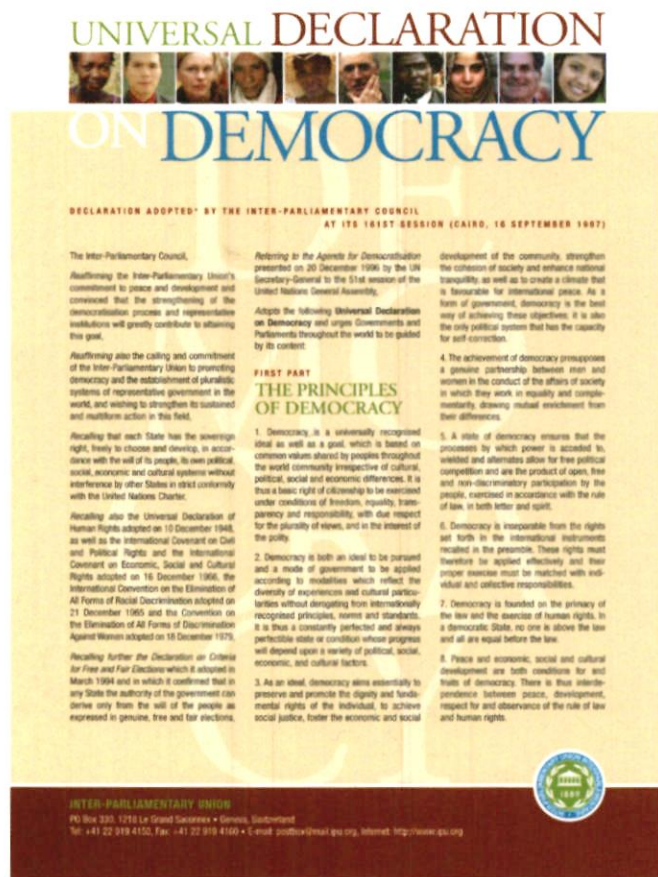 UNIVERSAL DECLARATION
ON DEMOCRACY
DECLARATION ADOPTED* BY THE INTER-PARLIAMENTARY COUNCIL
AT ITS 161ST SESSION (CAIRO, 16 SEPTEMBER 1997)
The Inter-Parliamentary Council,
Reaffirming the Inter-Parliamentary Union's
commitment to peace and development and
convinced that the strengthening of the
democratisation process and representative
institutions will greatly contribute to attaining
this goal,
Reaffirming also the calling and commitment
of the Inter-Parliamentary Union to promoting
democracy and the establishment of pluralistic
systems of representative government in the
world, and wishing to strengthen its sustained
and multiform action in this field,
Recalling that each State has the sovereign
right, freely to choose and develop, in accor-
dance with the will of its people, its own political,
social, economic and cultural systems without
interference by other States in strict conformity
with the United Nations Charter,
Recalling also the Universal Declaration of
Human Rights adopted on 10 December 1948,
as well as the International Covenant on Civil
and Political Rights and the International
Covenant on Economic, Social and Cultural
Rights adopted on 16 December 1966, the
International Convention on the Elimination of
All Forms of Racial Discrimination adopted on
21 December 1965 and the Convention on
the Elimination of All Forms of Discrimination
Against Women adopted on 18 December 1979,
Recalling further the Declaration on Criteria
for Free and Fair Elections which it adopted in
March 1994 and in which it confirmed that in
any State the authority of the government can
derive only from the will of the people as
expressed in genuine, free and fair elections,
Referring to the Agenda for Democratisation
presented on 20 December 1996 by the UN
Secretary-General to the 51st session of the
United Nations General Assembly,
Adopts the following Universal Declaration
on Democracy and urges Governments and
Parliaments throughout the world to be guided
by its content:
FIRST PART
THE PRINCIPLES
OF DEMOCRACY
1. Democracy is a universally recognised
ideal as well as a goal, which is based on
common values shared by peoples throughout
the world community irrespective of cultural,
political, social and economic differences. It is
thus a basic right of citizenship to be exercised
under conditions of freedom, equality, trans-
parency and responsibility, with due respect
for the plurality of views, and in the interest of
the polity.
2. Democracy is both an ideal to be pursued
and a mode of government to be applied
according to modalities which reflect the
diversity of experiences and cultural particu-
larities without derogating from internationally
recognised principles, norms and standards.
It is thus a constantly perfected and always
perfectible state or condition whose progress
will depend upon a variety of political, social,
economic, and cultural factors.
3. As an ideal, democracy aims essentially to
preserve and promote the dignity and funda-
mental rights of the individual, to achieve
social justice, foster the economic and social
development of the community, strengthen
the cohesion of society and enhance national
tranquillity, as well as to create a climate that
is favourable for international peace. As a
form of government, democracy is the best
way of achieving these objectives; it is also
the only political system that has the capacity
for self-correction.
4. The achievement of democracy presupposes
a genuine partnership between men and
women in the conduct of the affairs of society
in which they work in equality and comple-
mentarity, drawing mutual enrichment from
their differences.
5. A state of democracy ensures that the
processes by which power is acceded to,
wielded and alternates allow for free political
competition and are the product of open, free
and non-discriminatory participation by the
people, exercised in accordance with the rule
of law, in both letter and spirit.
6. Democracy is inseparable from the rights
set forth in the international instruments
recalled in the preamble. These rights must
therefore be applied effectively and their
proper exercise must be matched with indi-
vidual and collective responsibilities.
7. Democracy is founded on the primacy of
the law and the exercise of human rights. In
a democratic State, no one is above the law
and all are equal before the law.
8. Peace and economic, social and cultural
development are both conditions for and
fruits of democracy. There is thus interde-
pendence between peace, development,
respect for and observance of the rule of law
and human rights.
INTER-PARLIAMENTARY UNION
PO Box 330, 1218 Le Grand Saconnex • Geneva, Switzerland
Tel: +41 22 919 4150, Fax: +41 22 919 4160 • E-mail: postbox@mail.ipu.org, Internet: http://www.ipu.org